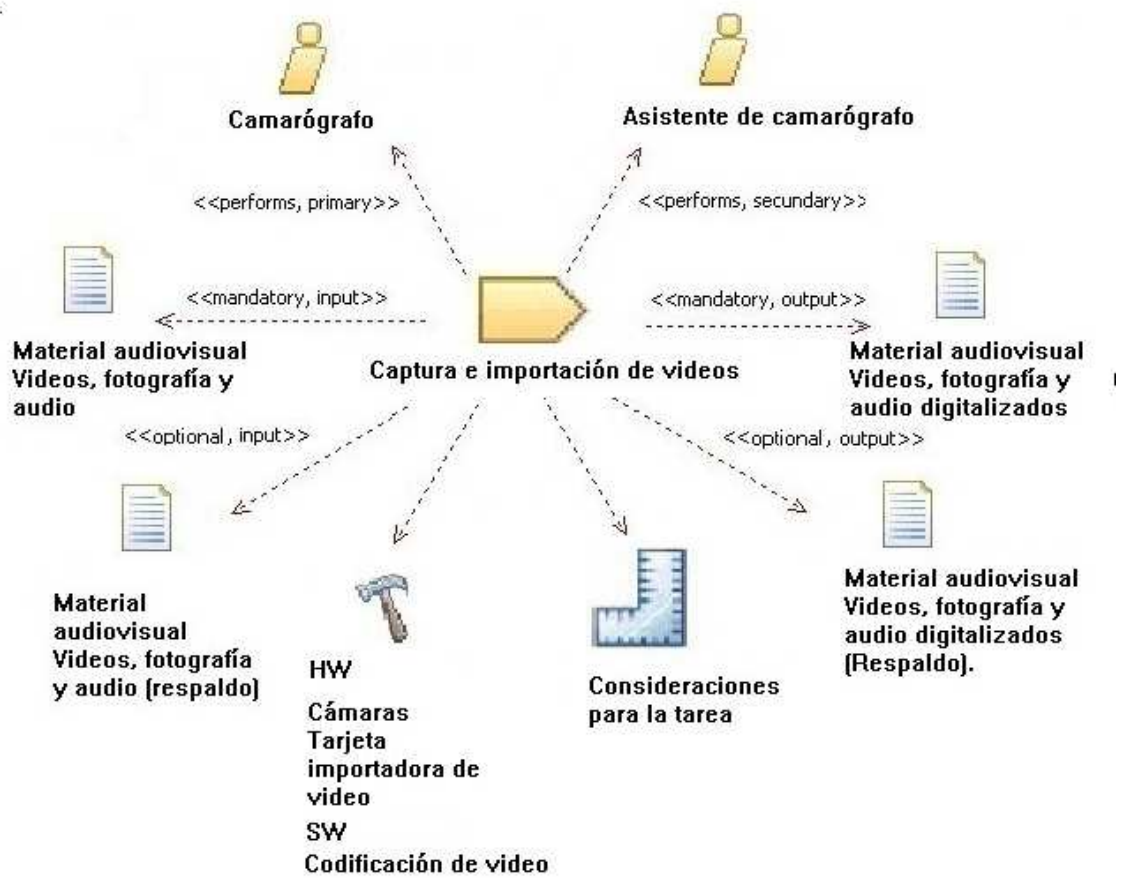 Camarógrafo
Asistente de camarógrafo
<<performs, primary>>
<<performs, secundary>>
<<mandatory, input>>
<<mandatory, output>>
Material audiovisual
Videos, fotografía y
audio
Captura e importación de videos
Material audiovisual
Videos, fotografía y
audio digitalizados
<<optional, input>>
<<optional, output>>
Material
audiovisual
Videos, fotografía
y audio (respaldo)
HW
Cámaras
Tarjeta
importadora de
video
SW
Codificación de video
Consideraciones
para la tarea
Material audiovisual
Videos, fotografía y
audio digitalizados
(Respaldo).